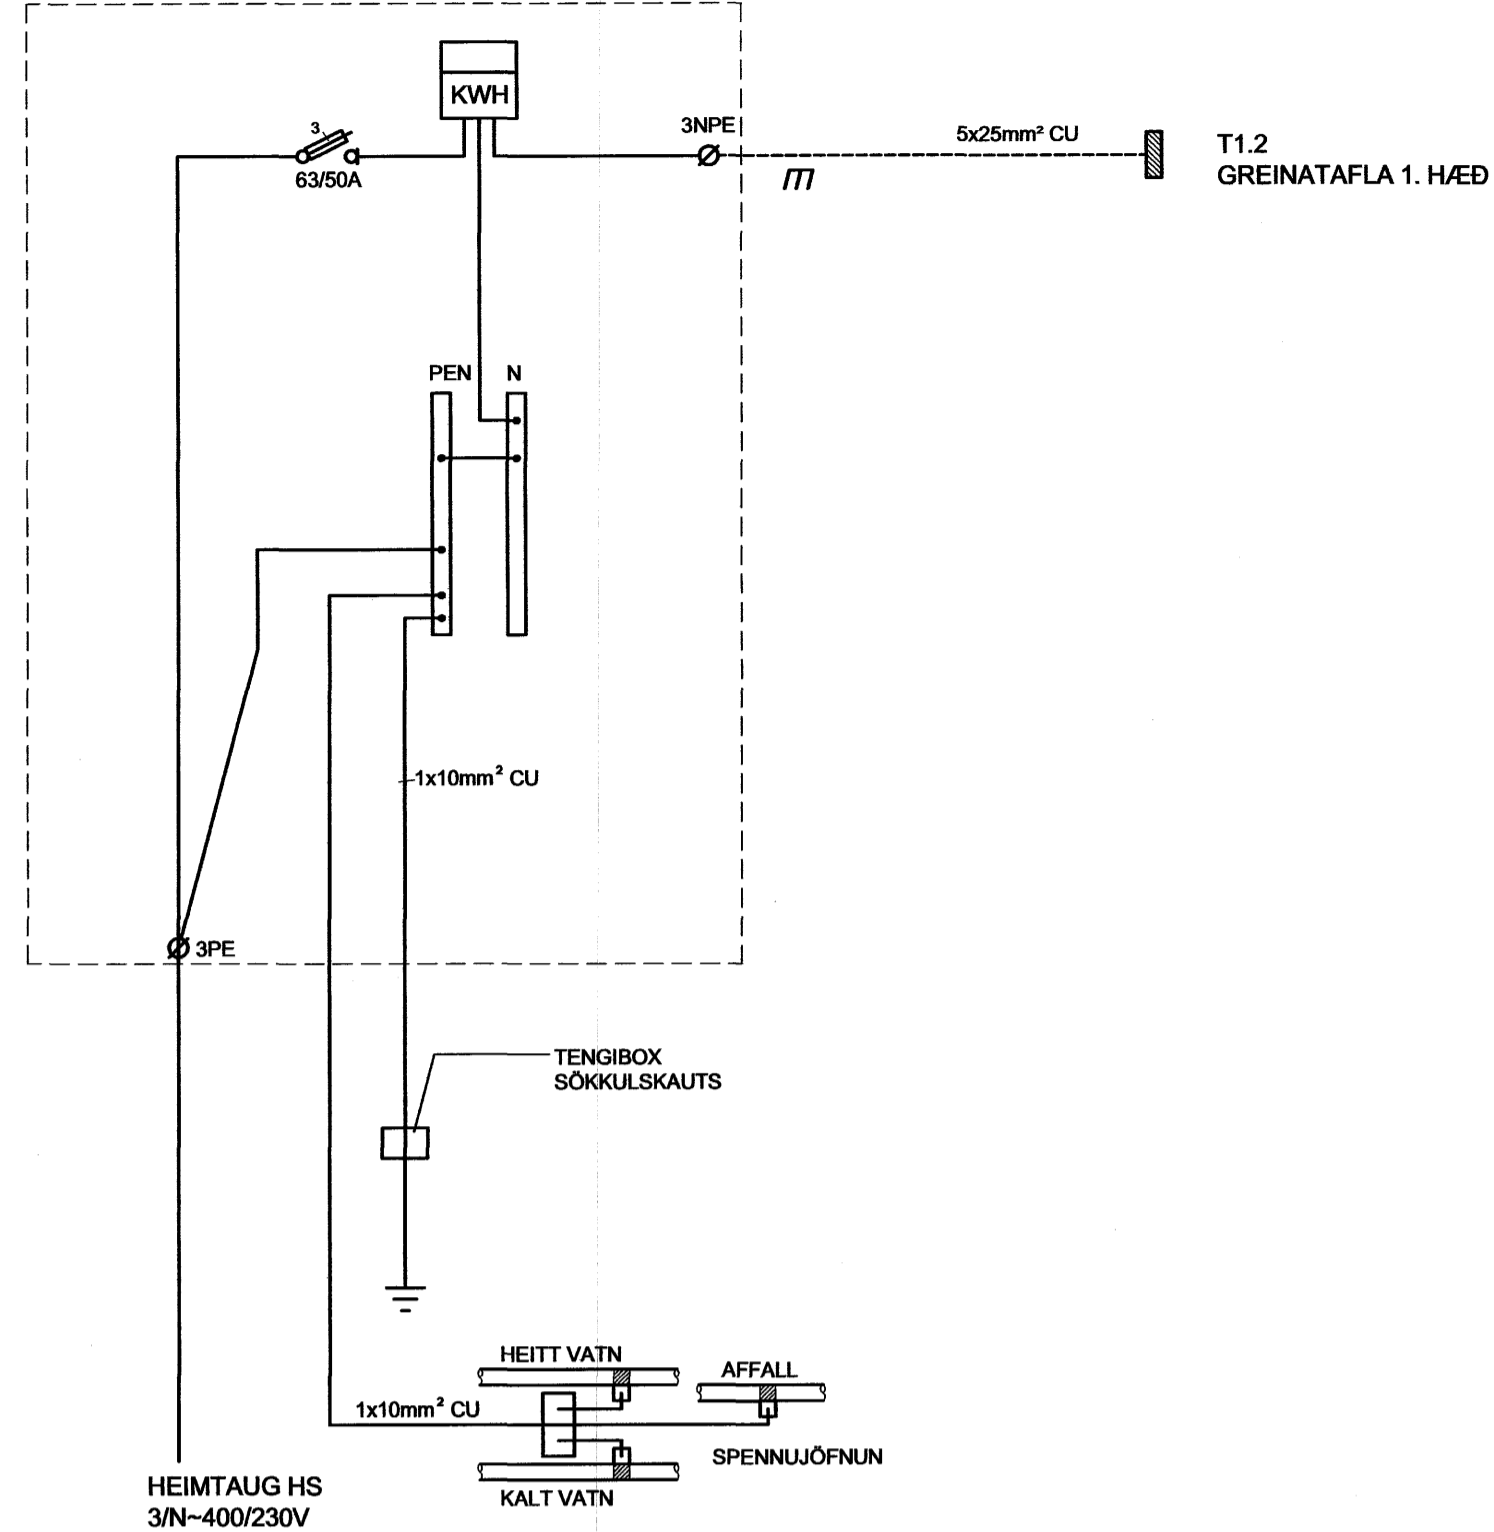 KWH
3
63/50A
3NPE
5x25mm² CU
T1.2
GREINATAFLA 1. HÆÐ
PEN
N
1x10mm² CU
3PE
TENGIBOX
SÖKKULSKAUTS
HEITT VATN
AFFALL
1x10mm² CU
SPENNUJÖFNUN
KALT VATN
HEIMTAUG HS
3/N~400/230V